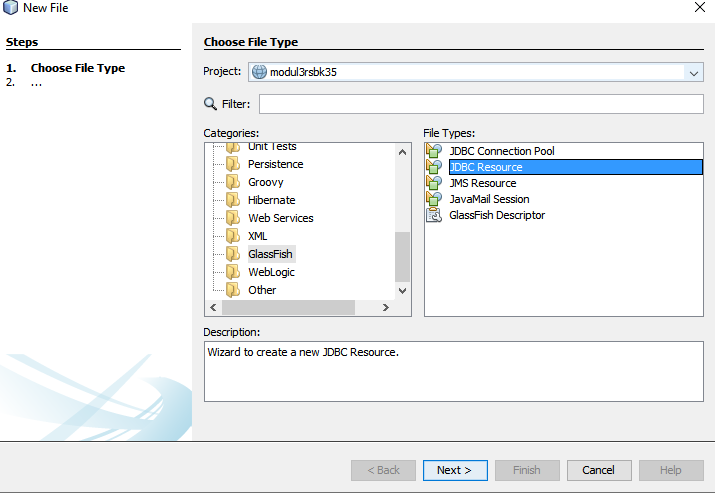 New File
Steps
1. Choose File Type
2. ...
Choose File Type
Project: modul3rsbk35
Filter:
Categories:
Unit Tests
Persistence
Groovy
Hibernate
Web Services
XML
GlassFish
WebLogic
Other
File Types:
JDBC Connection Pool
JDBC Resource
JMS Resource
JavaMail Session
GlassFish Descriptor
Description:
Wizard to create a new JDBC Resource.
< Back Next > Finish Cancel Help